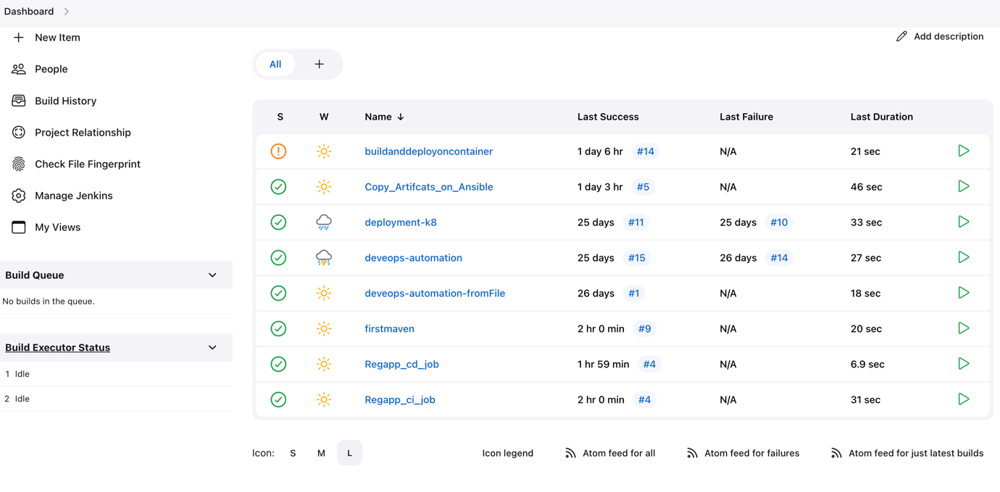 Dashboard
New Item
People
Build History
Project Relationship
Check File Fingerprint
Manage Jenkins
My Views
Build Queue
No builds in the queue.
Build Executor Status
1 Idle
2 Idle
Add description
All
S W Name ↓ Last Success Last Failure Last Duration
buildanddeployoncontainer 1 day 6 hr #14 N/A 21 sec
Copy_Artifcats_on_Ansible 1 day 3 hr #5 N/A 46 sec
deployment-k8 25 days #11 25 days #10 33 sec
deveops-automation 25 days #15 26 days #14 27 sec
deveops-automation-fromFile 26 days #1 N/A 18 sec
firstmaven 2 hr 0 min #9 N/A 20 sec
Regapp_cd_job 1 hr 59 min #4 N/A 6.9 sec
Regapp_ci_job 2 hr 0 min #4 N/A 31 sec
Icon: S M L Icon legend Atom feed for all Atom feed for failures Atom feed for just latest builds